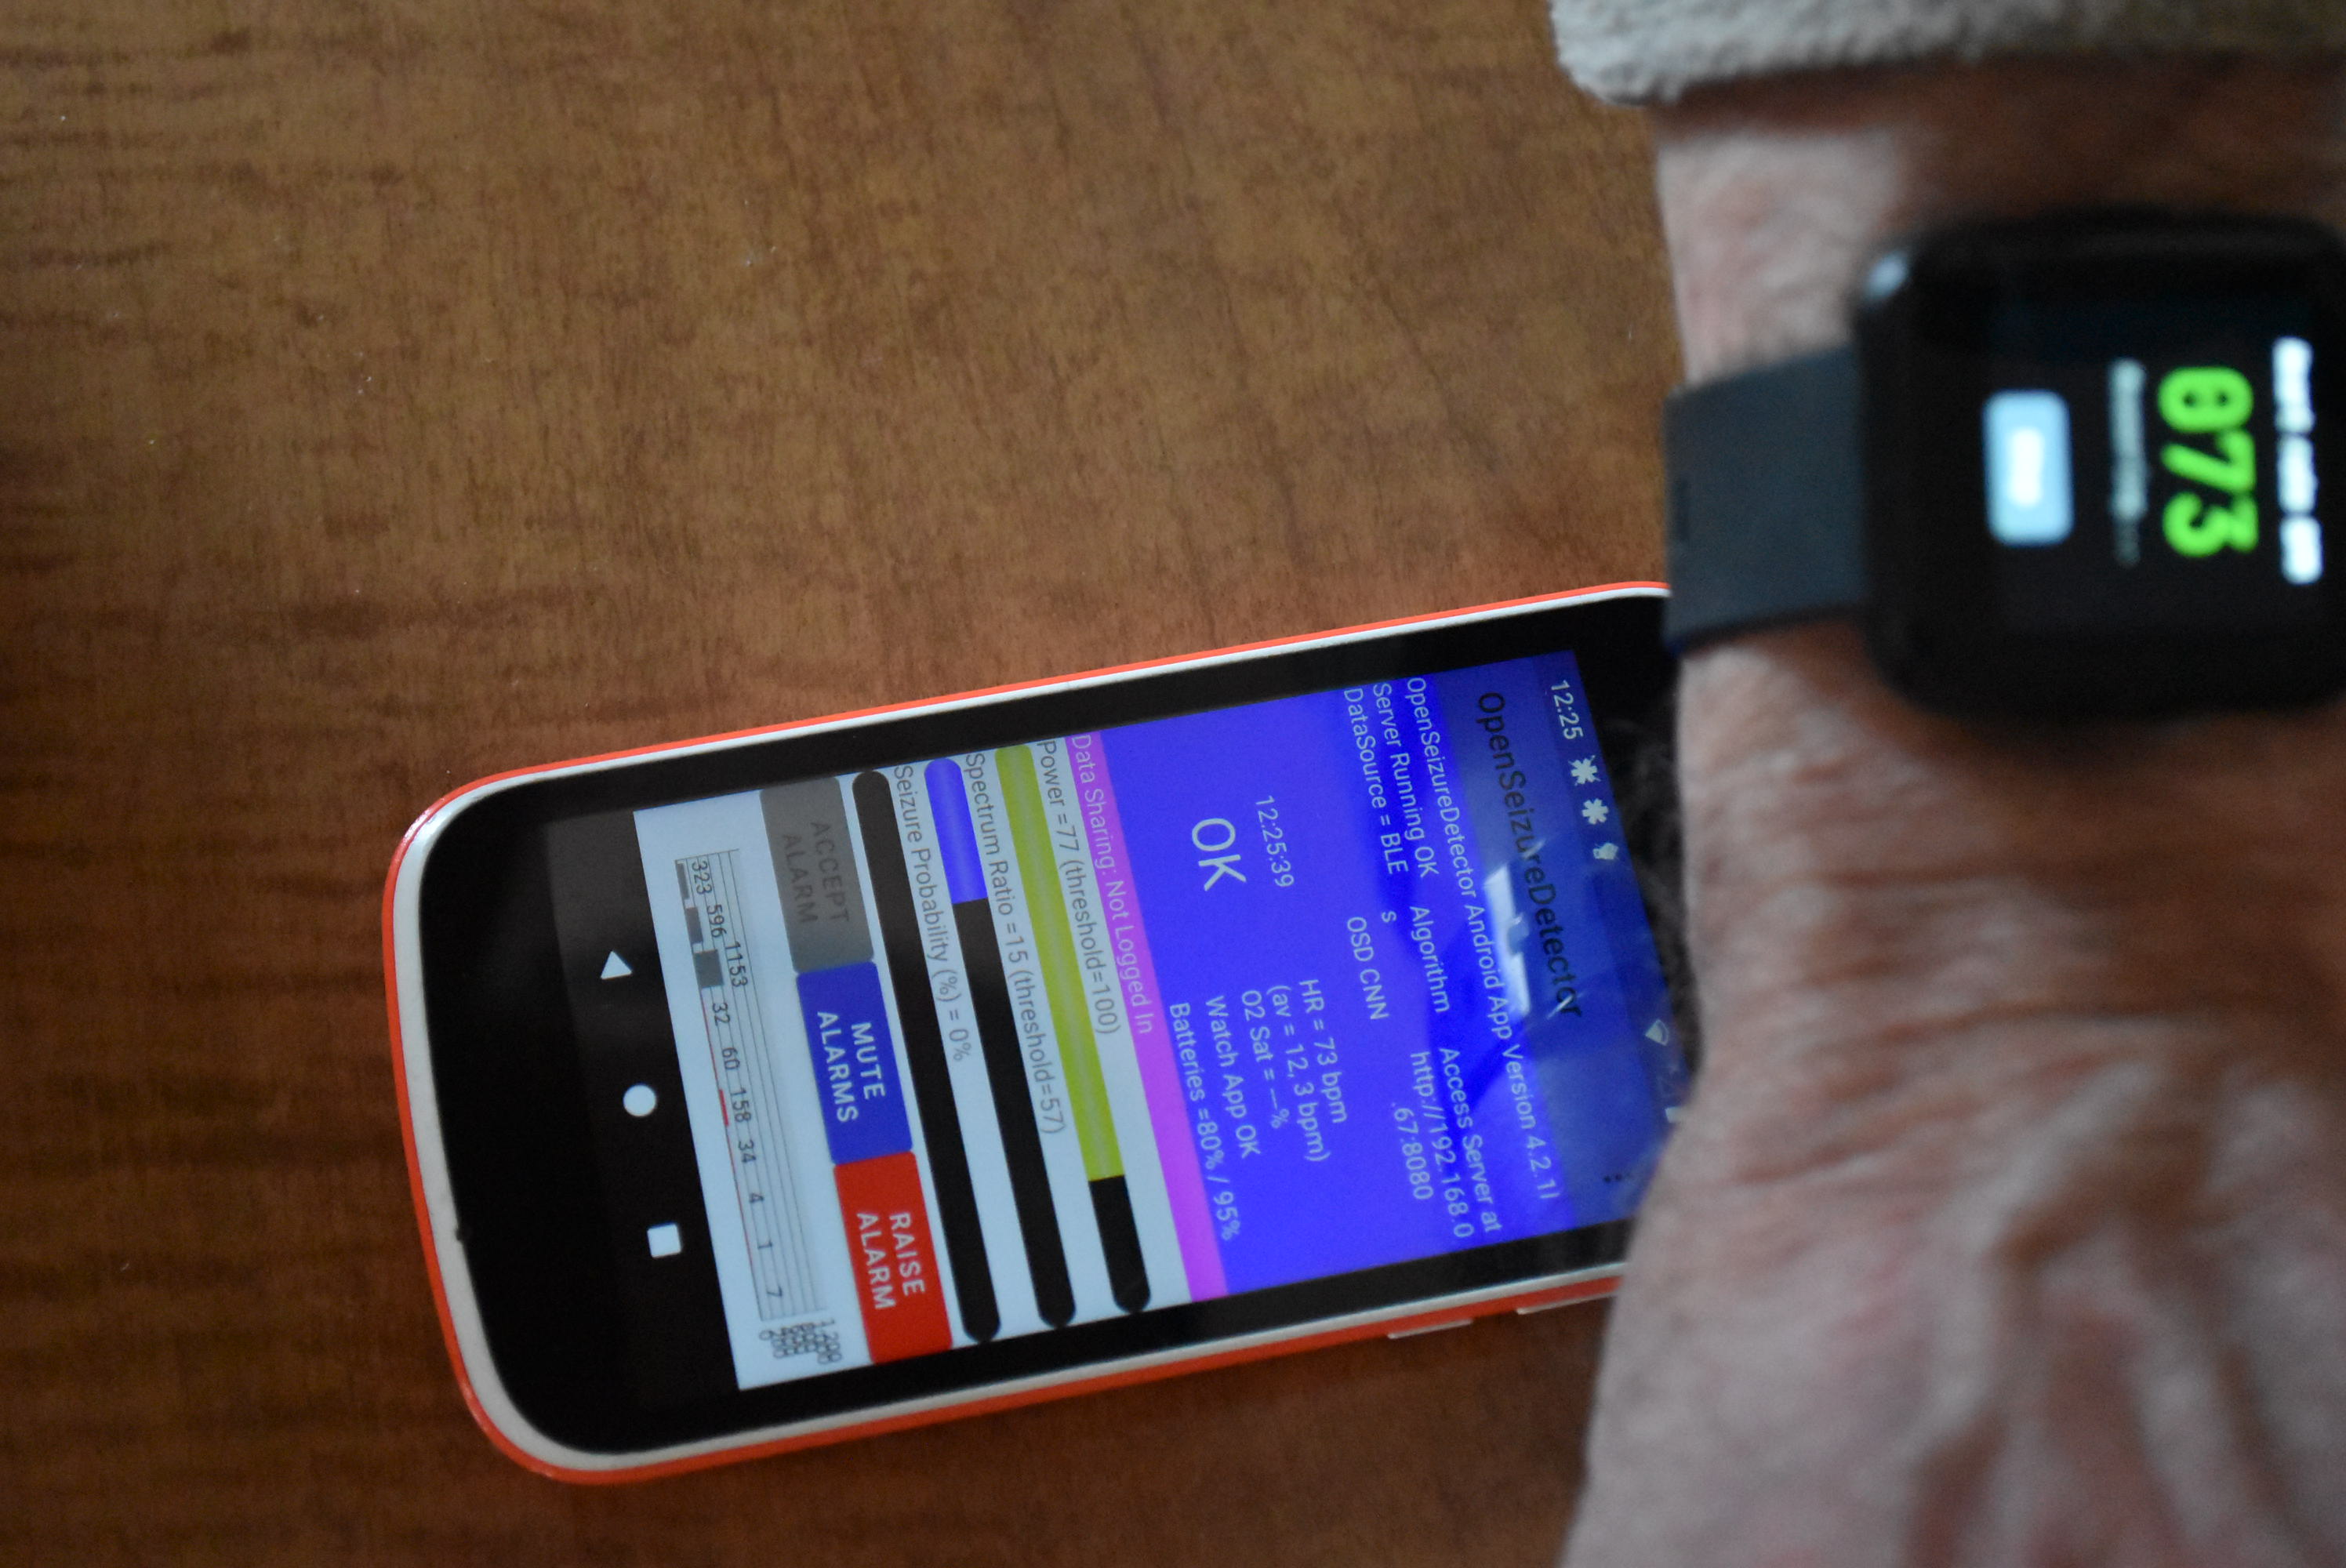 12:25
OpenSeizureDetector
OpenSeizureDetector Android App Version 4.2.1l
Server Running OK
DataSource = BLE
Algorithm
s
OSD CNN
Access Server at
http://192.168.0
.67:8080
12:25:39
OK
HR = 73 bpm
(av = 12, 3 bpm)
O2 Sat = ---%
Watch App OK
Batteries =80% / 95%
Data Sharing: Not Logged In
Power =77 (threshold=100)
Spectrum Ratio =15 (threshold=57)
Seizure Probability (%) = 0%
ACCEPT
ALARM
MUTE
ALARMS
RAISE
ALARM
323 596 1153 32 60 158 34 4 1 7
073